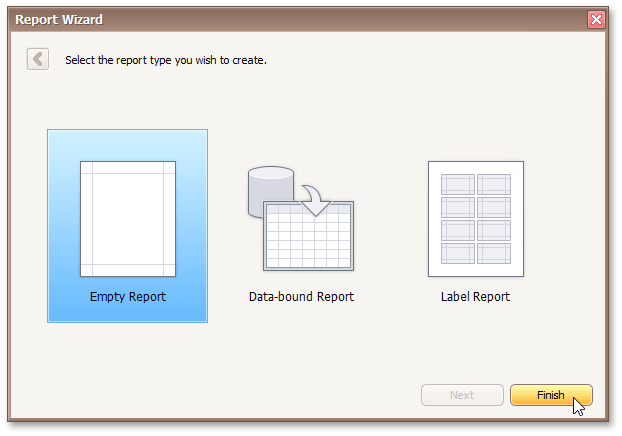 Report Wizard
Select the report type you wish to create.
Empty Report
Data-bound Report
Label Report
Next
Finish